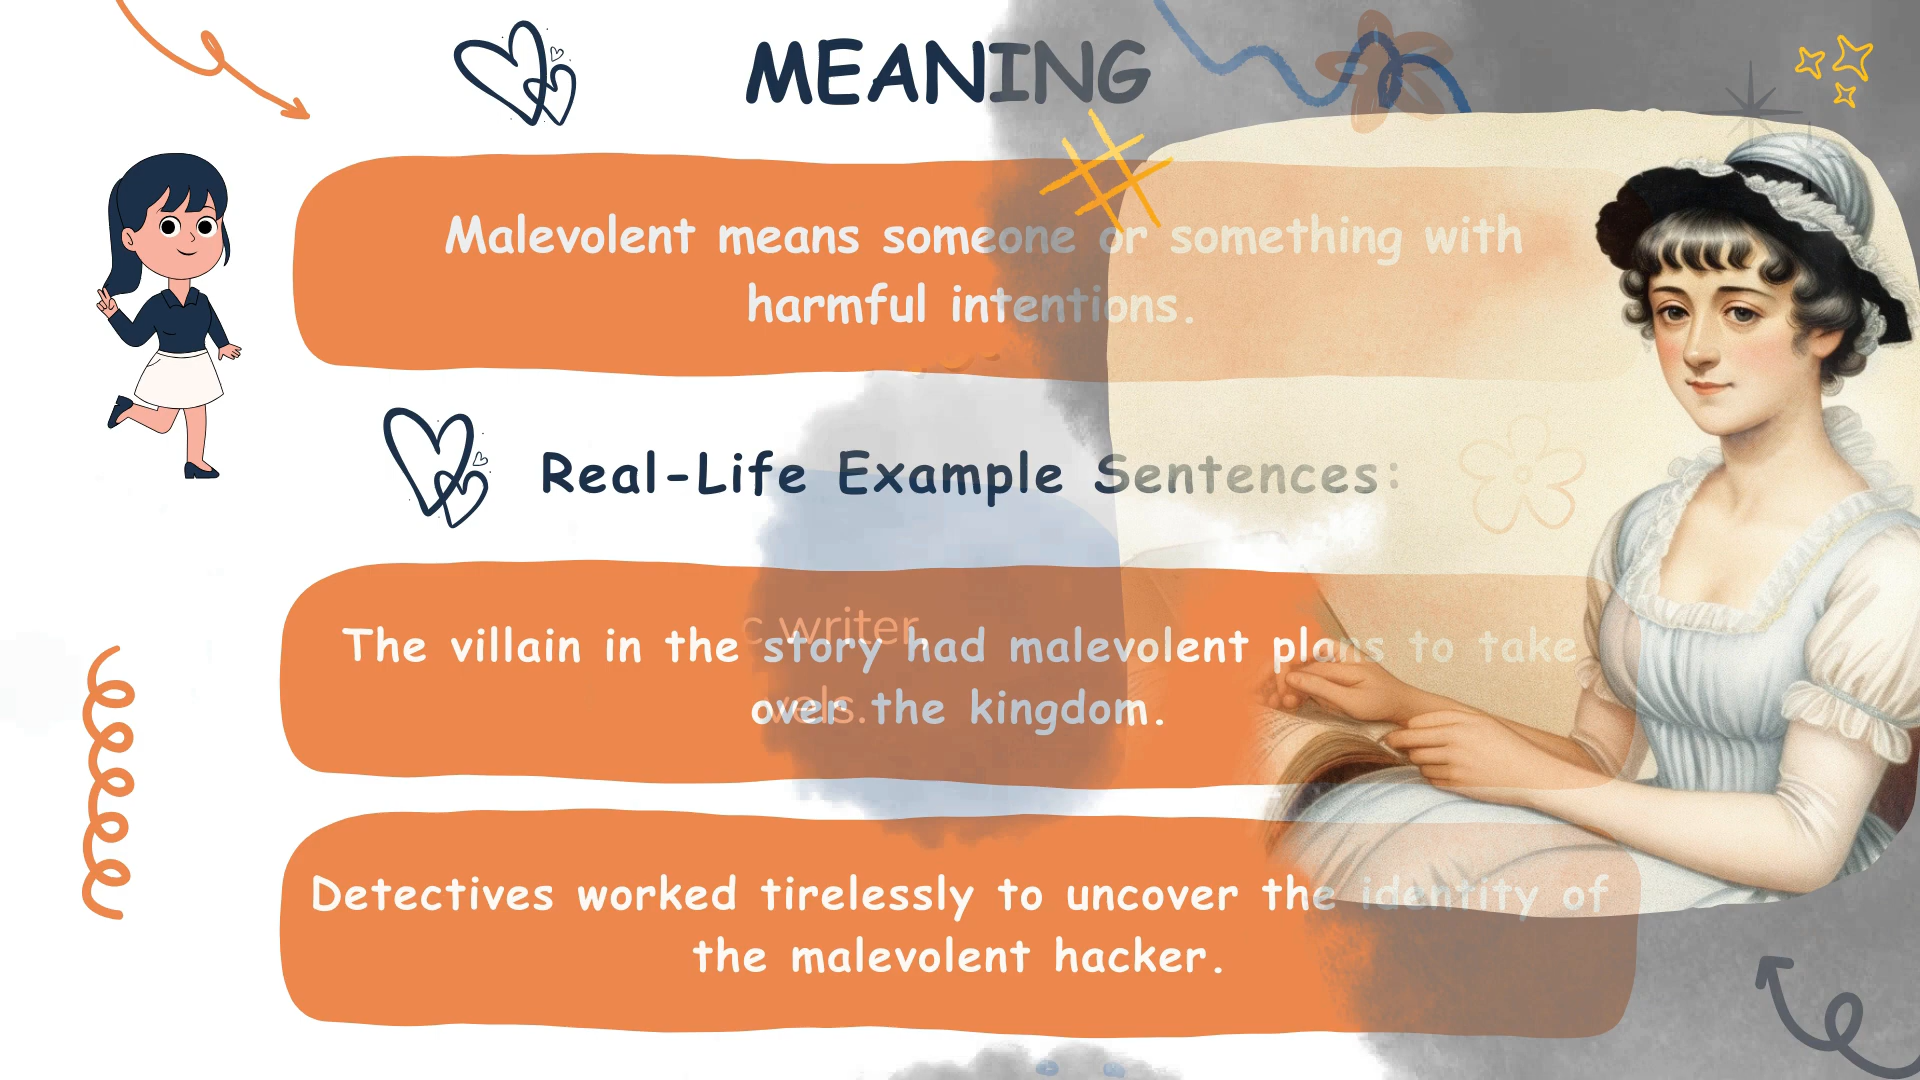 MEANING
Malevolent means someone or something with
harmful intentions.
Real-Life Example Sentences:
writer,
The villain in the story had malevolent plans to take
over the kingdom.
Detectives worked tirelessly to uncover the identity of
the malevolent hacker.